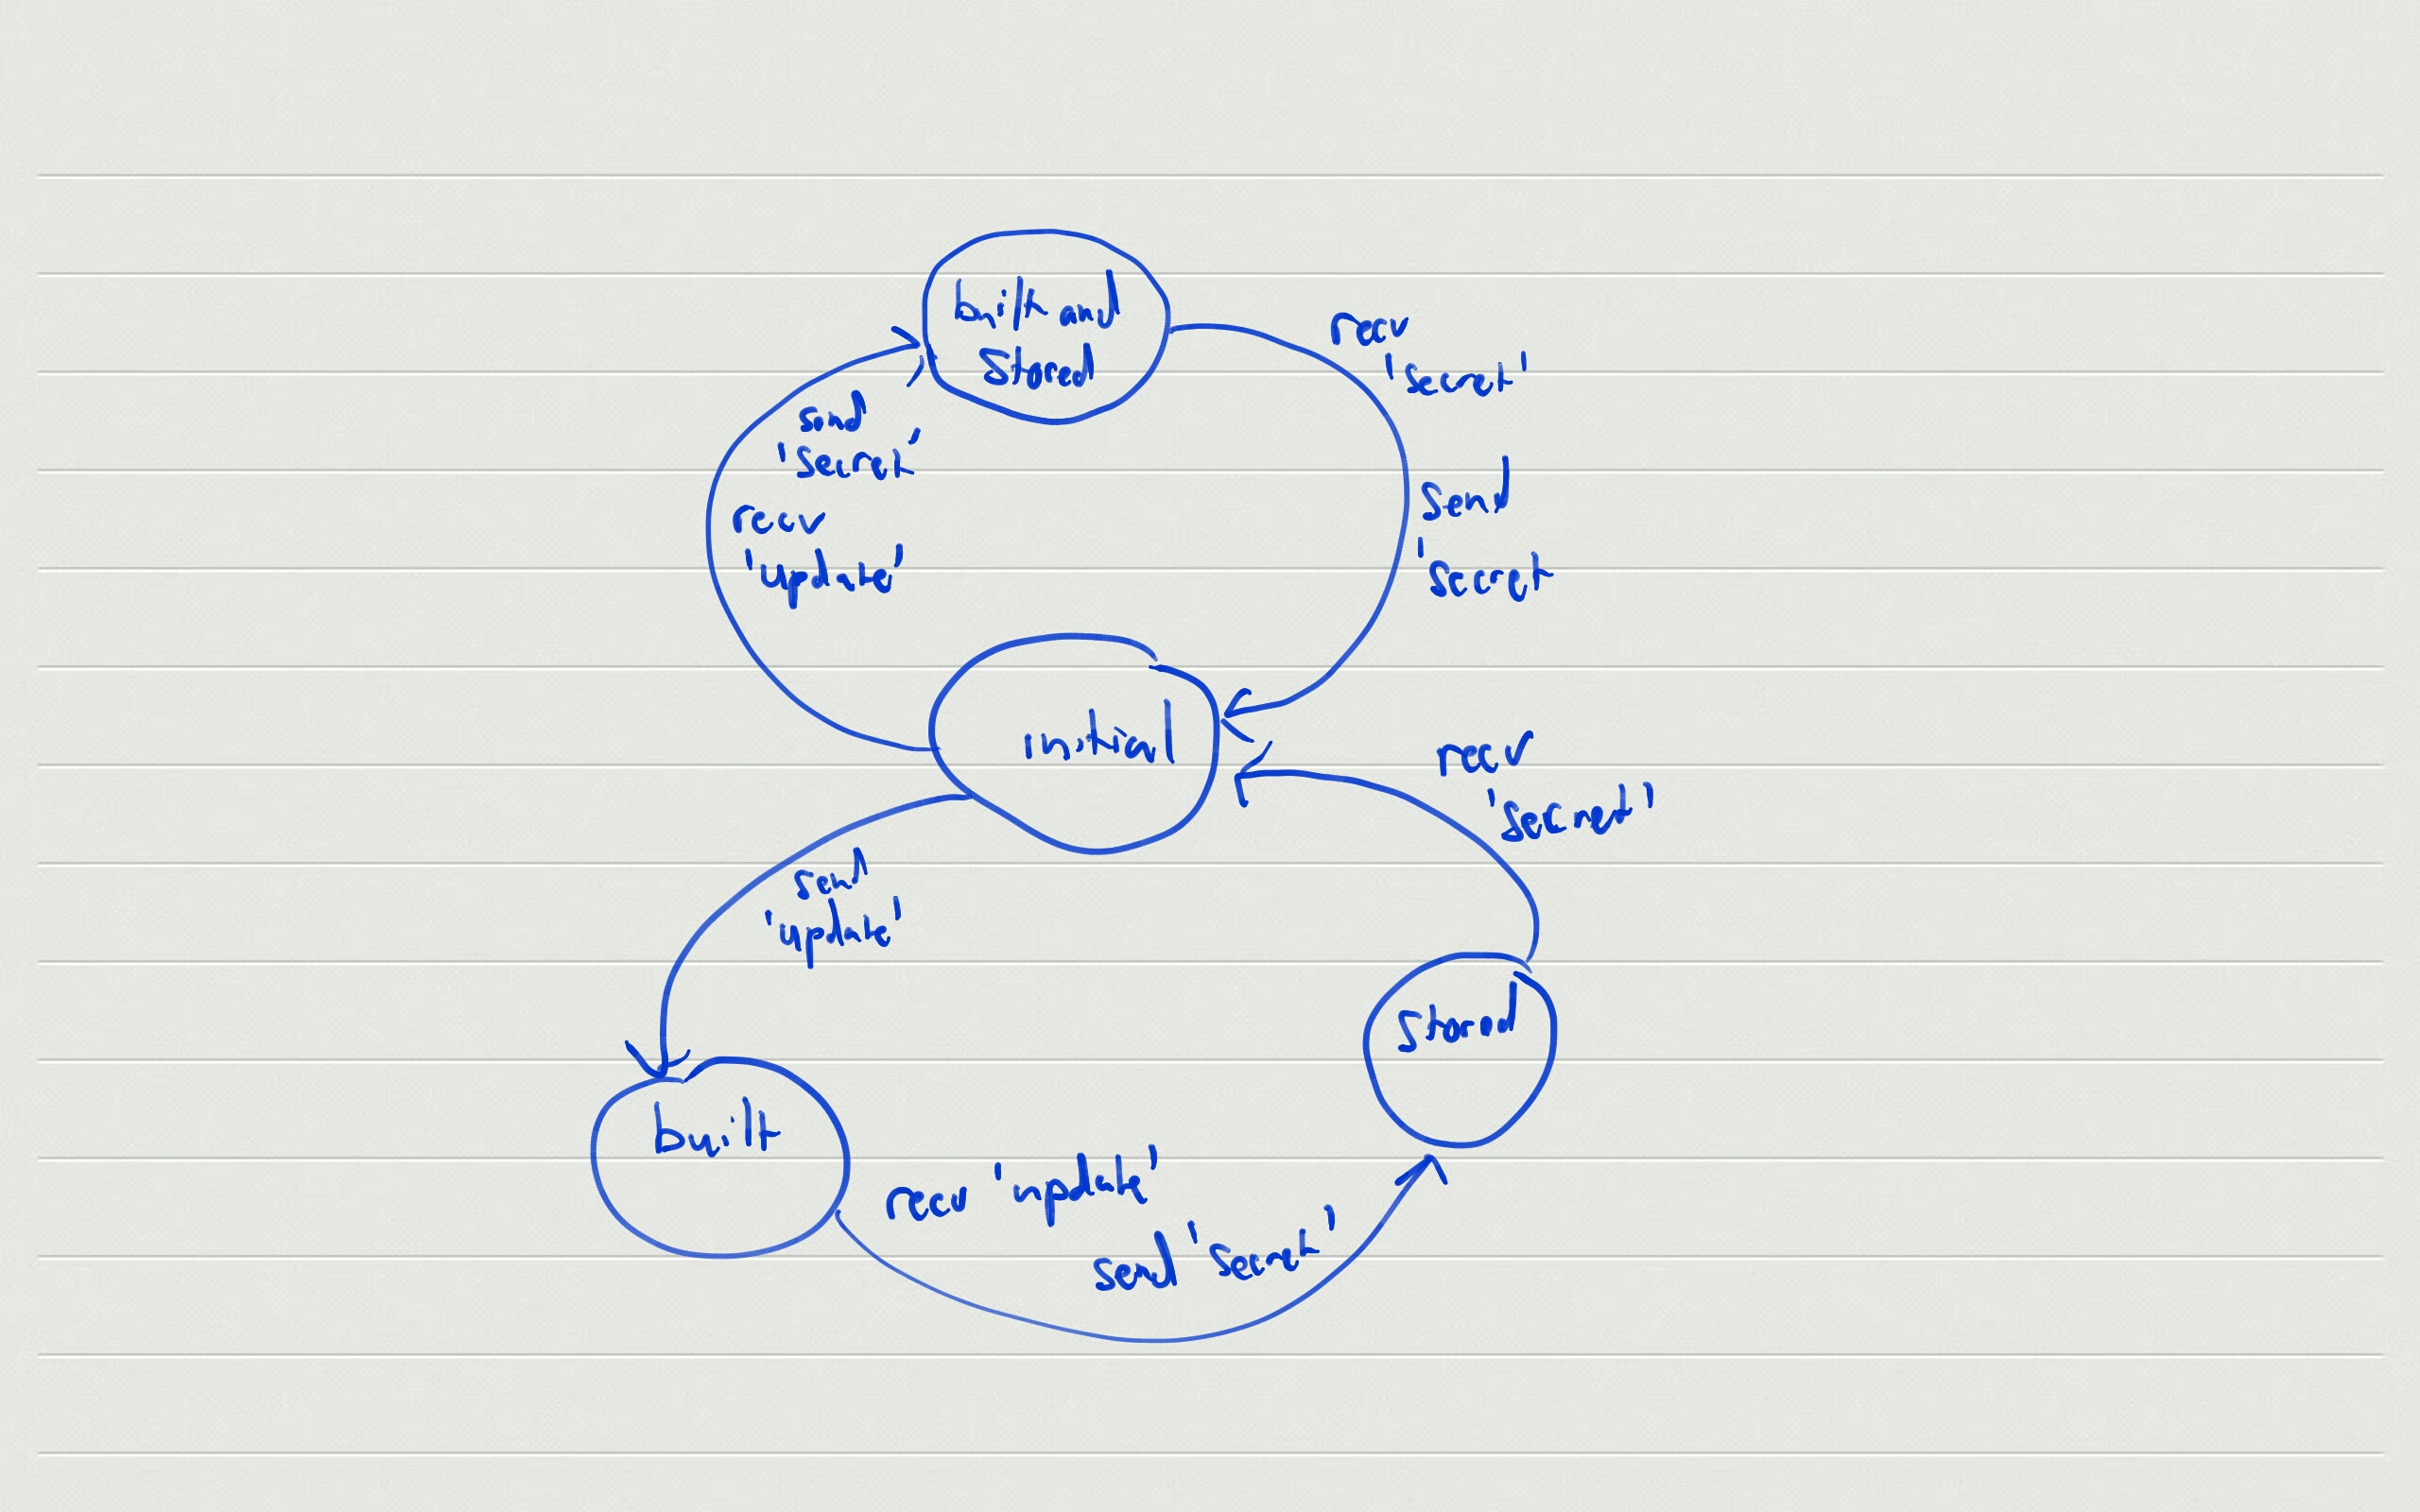 built and
Stored
recv
'secret'
send
'secret'
recv
'update'
send
'secret
initial
recv
'secret'
send
'update'
stored
built
recv 'update'
send 'secret'